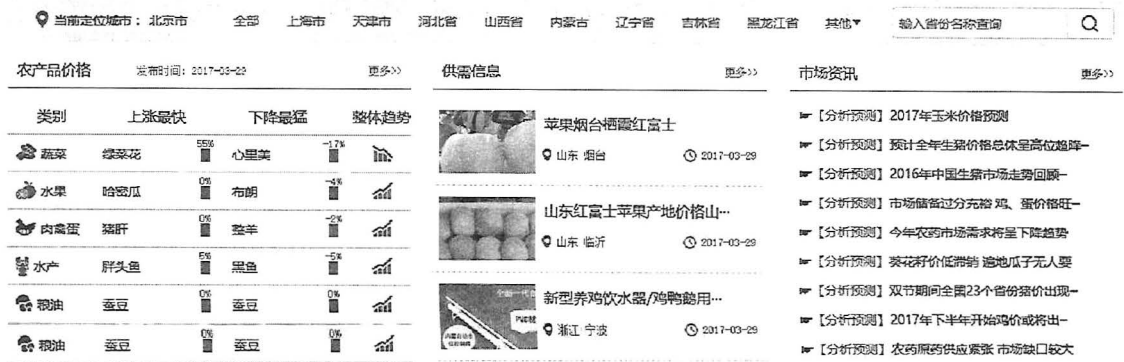 当前定位城市： 北京市 全部 上海市 天津市 河北省 山西省 内蒙古 辽宁省 吉林省 黑龙江省 其他▾ 输入省份名称查询
农产品价格 发布时间：2017-03-29 更多>>
类别 上涨最快 下降最猛 整体趋势
蔬菜 绿菜花 55% 心里美 -17%
水果 哈密瓜 0% 布朗 -4%
肉禽蛋 猪肝 0% 整羊 -2%
水产 胖头鱼 5% 黑鱼 -5%
粮油 蚕豆 0% 蚕豆 0%
粮油 蚕豆 0% 蚕豆 0%
供需信息 更多>>
苹果烟台栖霞红富士
山东 烟台 2017-03-29
山东红富士苹果产地价格山…
山东 临沂 2017-03-29
新型养鸡饮水器/鸡鸭鹅用…
浙江 宁波 2017-03-29
市场资讯 更多>>
【分析预测】2017年玉米价格预测
【分析预测】预计全年生猪价格总体呈高位趋降-
【分析预测】2016年中国生猪市场走势回顾-
【分析预测】市场储备过分充裕 鸡、蛋价格旺-
【分析预测】今年农药市场需求将呈下降趋势
【分析预测】葵花籽价低滞销 遍地瓜子无人要
【分析预测】双节期间全国23个省份猪价出现-
【分析预测】2017年下半年开始鸡价或将出-
【分析预测】农药原药供应紧张 市场缺口较大